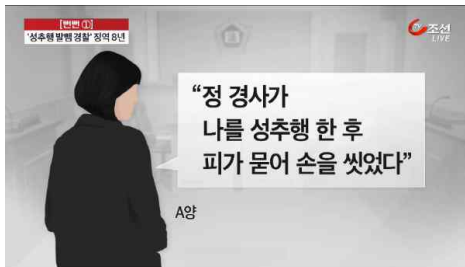 [뻔뻔 ①]
'성추행 발뺌 경찰' 징역 8년
TV조선
LIVE
“정 경사가
나를 성추행 한 후
피가 묻어 손을 씻었다”
A양